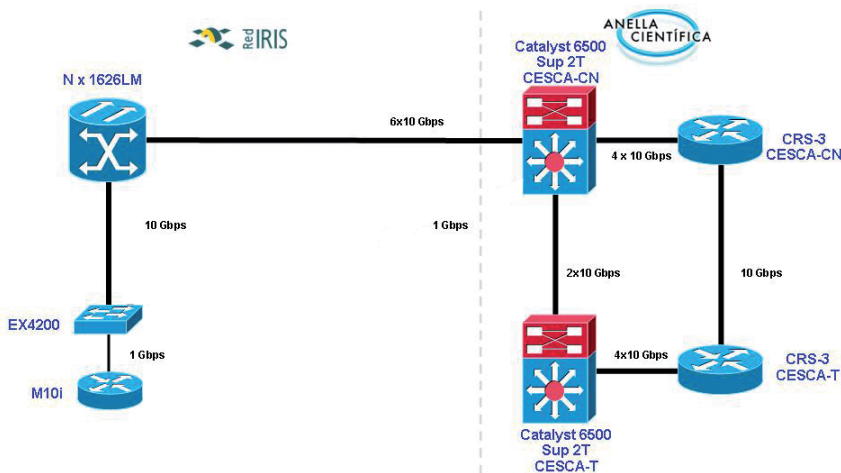 Red IRIS
ANELLA
CIENTÍFICA
Catalyst 6500
Sup 2T
CESCA-CN
N x 1626LM
6x10 Gbps
4 x 10 Gbps
CRS-3
CESCA-CN
10 Gbps
1 Gbps
2x10 Gbps
10 Gbps
EX4200
1 Gbps
M10i
4x10 Gbps
CRS-3
CESCA-T
Catalyst 6500
Sup 2T
CESCA-T